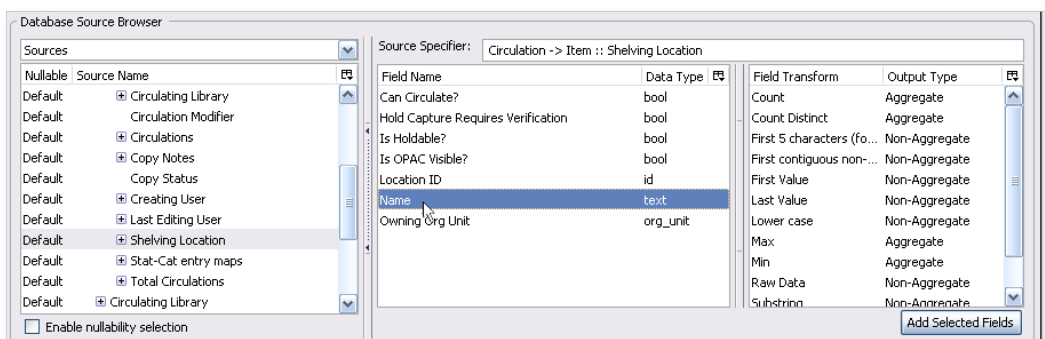 Database Source Browser
Sources
Nullable Source Name
Default Circulating Library
Default Circulation Modifier
Default Circulations
Default Copy Notes
Default Copy Status
Default Creating User
Default Last Editing User
Default Shelving Location
Default Stat-Cat entry maps
Default Total Circulations
Default Circulating Library
Enable nullability selection
Source Specifier: Circulation -> Item :: Shelving Location
Field Name Data Type
Can Circulate? bool
Hold Capture Requires Verification bool
Is Holdable? bool
Is OPAC Visible? bool
Location ID id
Name text
Owning Org Unit org_unit
Field Transform Output Type
Count Aggregate
Count Distinct Aggregate
First 5 characters (fo... Non-Aggregate
First contiguous non-... Non-Aggregate
First Value Non-Aggregate
Last Value Non-Aggregate
Lower case Non-Aggregate
Max Aggregate
Min Aggregate
Raw Data Non-Aggregate
Substring Non-Aggregate
Add Selected Fields